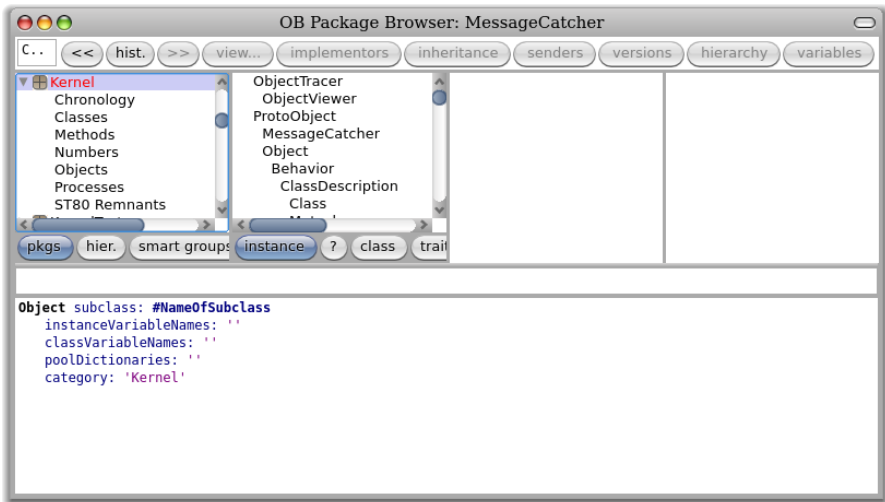 OB Package Browser: MessageCatcher
C.. << hist. >> view... implementors inheritance senders versions hierarchy variables
Kernel
Chronology
Classes
Methods
Numbers
Objects
Processes
ST80 Remnants
ObjectTracer
ObjectViewer
ProtoObject
MessageCatcher
Object
Behavior
ClassDescription
Class
pkgs hier. smart groups instance ? class trait
Object subclass: #NameOfSubclass
instanceVariableNames: ''
classVariableNames: ''
poolDictionaries: ''
category: 'Kernel'